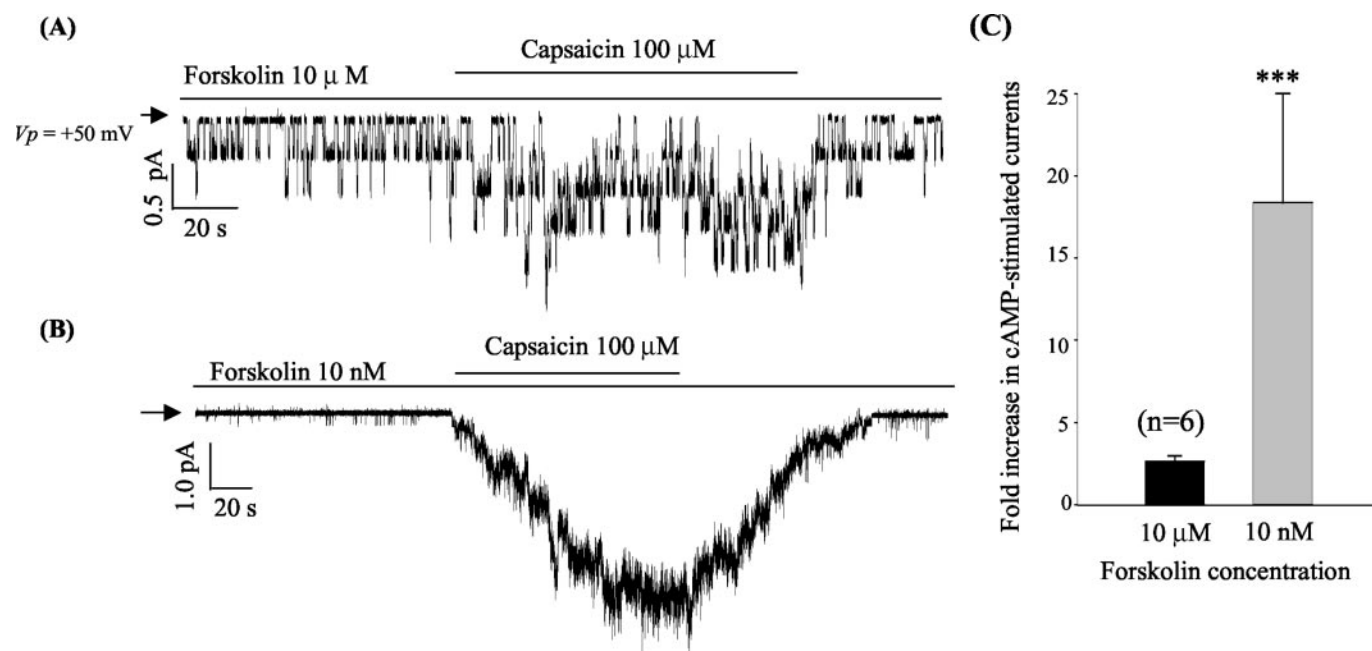 (A)
Capsaicin 100 μM
Forskolin 10 μ M
Vp = +50 mV
0.5 pA
20 s
(B)
Capsaicin 100 μM
Forskolin 10 nM
1.0 pA
20 s
(C)
Fold increase in cAMP-stimulated currents
25
20
15
10
5
0
***
(n=6)
10 μM
10 nM
Forskolin concentration